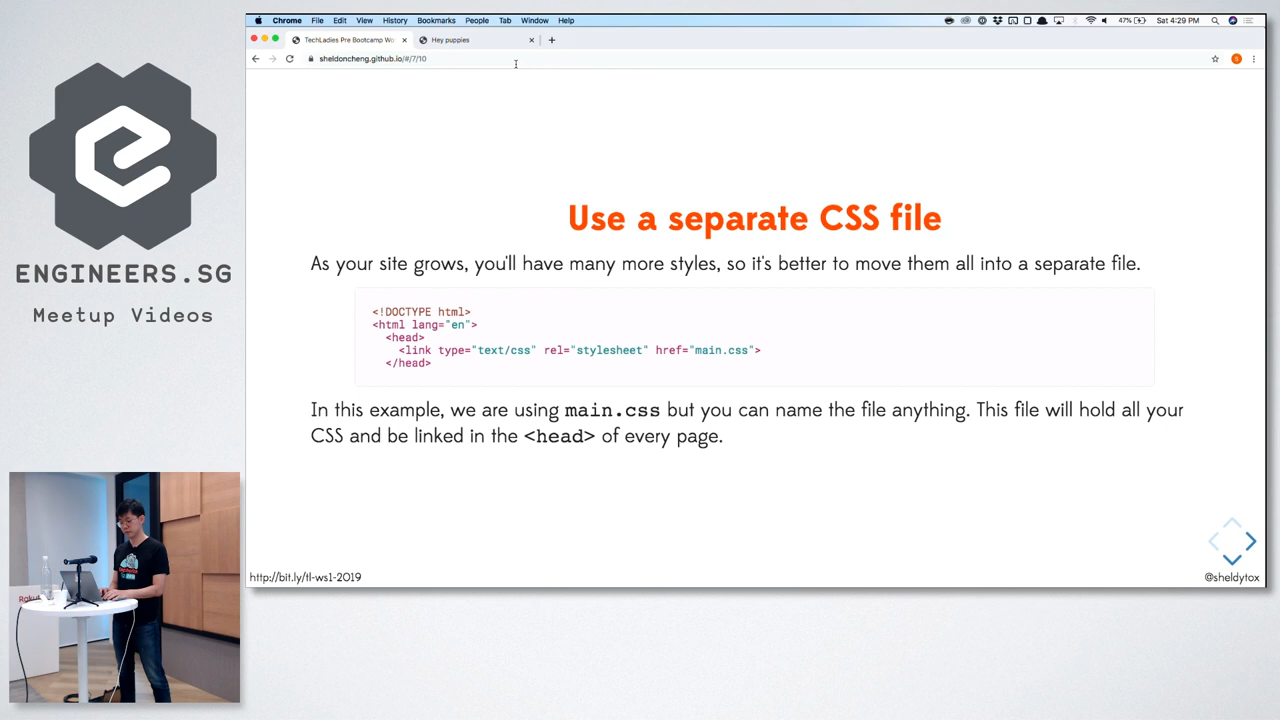 Chrome File Edit View History Bookmarks People Tab Window Help
47% Sat 4:29 PM
TechLadies Pre Bootcamp Wo
Hey puppies
sheldoncheng.github.io/#/7/10
S
ENGINEERS.SG
Meetup Videos
Use a separate CSS file
As your site grows, you'll have many more styles, so it's better to move them all into a separate file.
<!DOCTYPE html>
<html lang="en">
<head>
<link type="text/css" rel="stylesheet" href="main.css">
</head>
In this example, we are using main.css but you can name the file anything. This file will hold all your
CSS and be linked in the <head> of every page.
http://bit.ly/tl-ws1-2019
@sheldytox